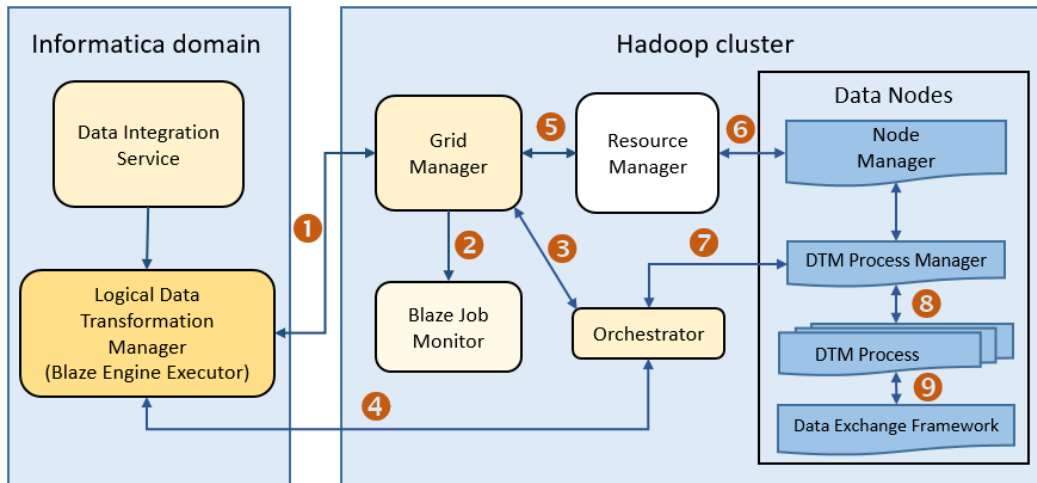 Informatica domain
Data Integration
Service
Logical Data
Transformation
Manager
(Blaze Engine Executor)
1
Hadoop cluster
Grid
Manager
5
Resource
Manager
6
2
3
7
Blaze Job
Monitor
Orchestrator
4
Data Nodes
Node
Manager
DTM Process Manager
8
DTM Process
9
Data Exchange Framework